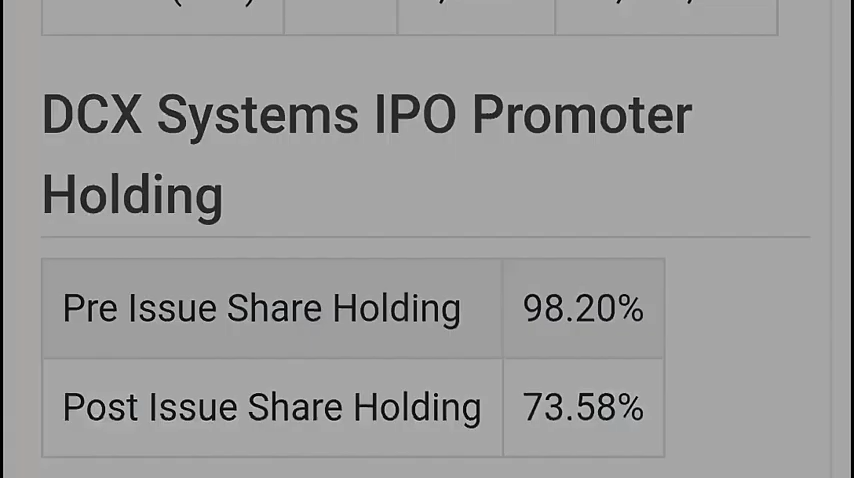 DCX Systems IPO Promoter
Holding
Pre Issue Share Holding 98.20%
Post Issue Share Holding 73.58%